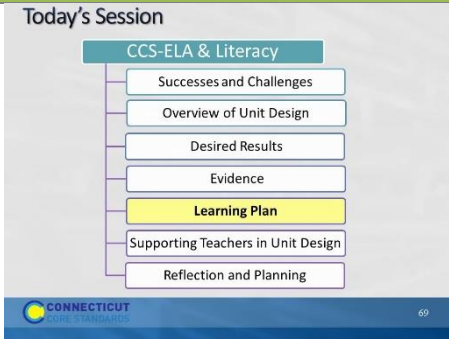 Today's Session
CCS-ELA & Literacy
Successes and Challenges
Overview of Unit Design
Desired Results
Evidence
Learning Plan
Supporting Teachers in Unit Design
Reflection and Planning
CONNECTICUT
CORE STANDARDS
69